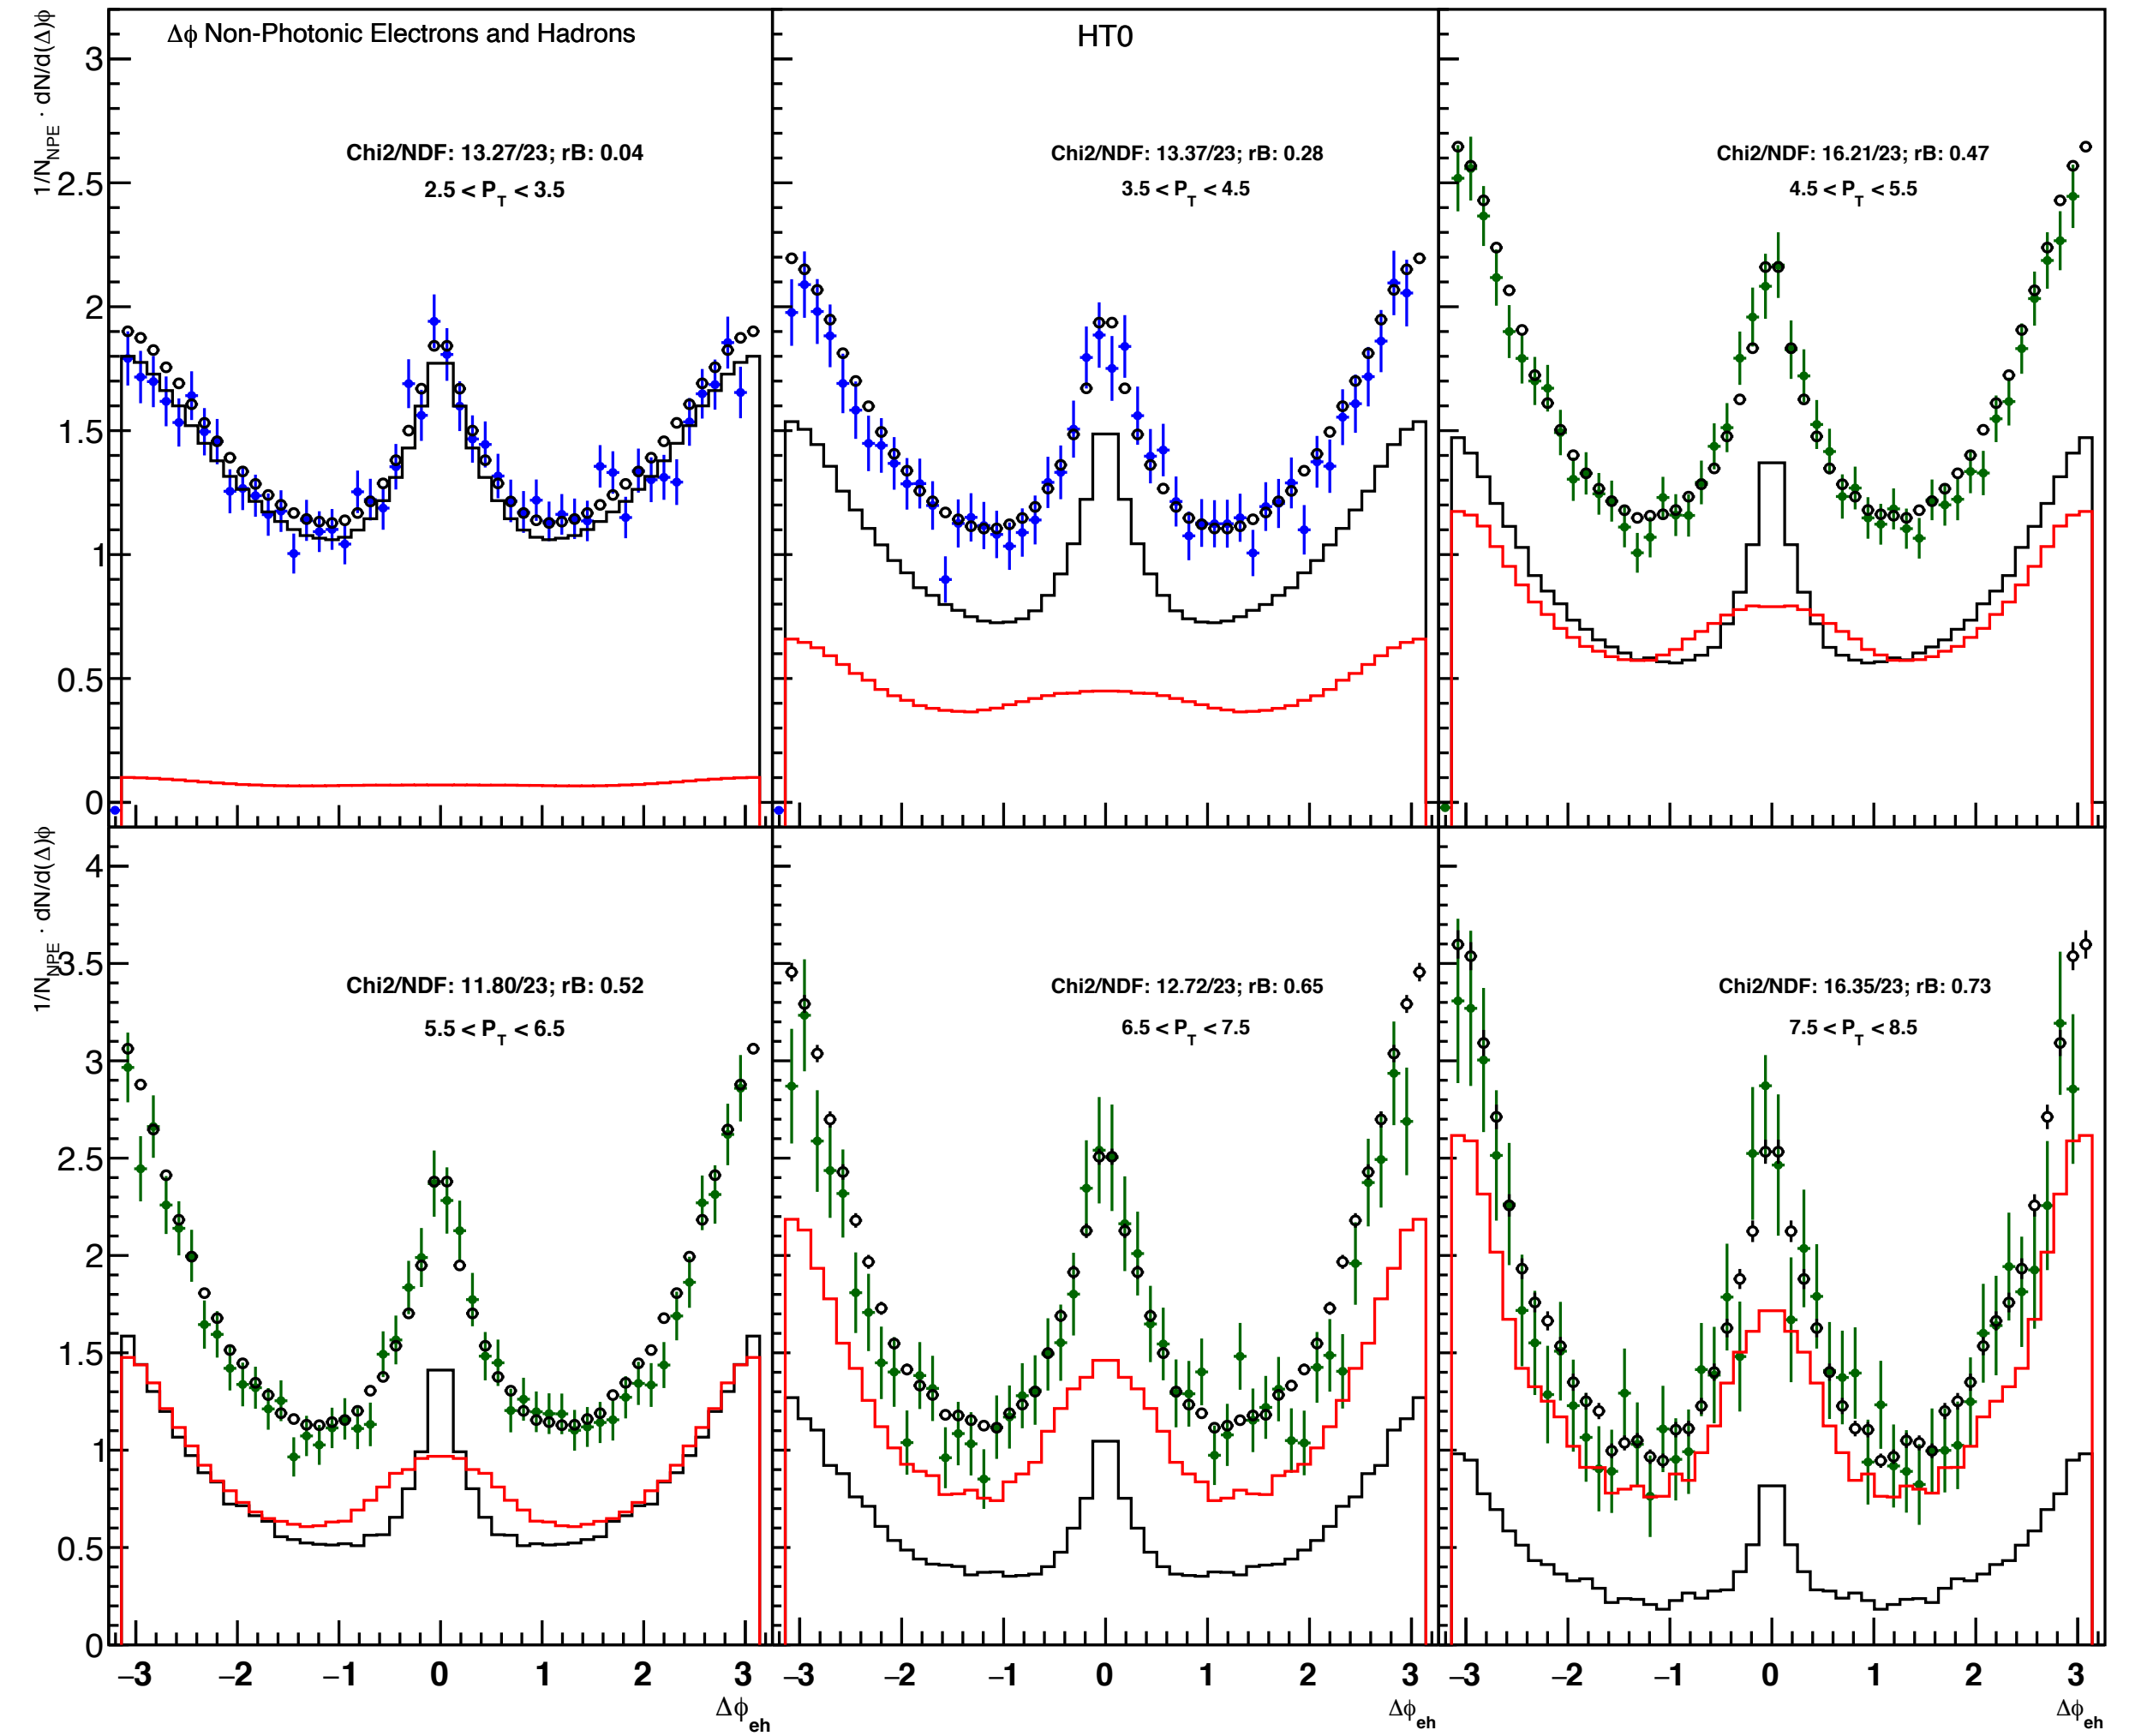 Δϕ Non-Photonic Electrons and Hadrons
HT0
1/N_NPE · dN/d(Δ)ϕ
3
2.5
2
1.5
1
0.5
0
Chi2/NDF: 13.27/23; rB: 0.04
2.5 < P_T < 3.5
Chi2/NDF: 13.37/23; rB: 0.28
3.5 < P_T < 4.5
Chi2/NDF: 16.21/23; rB: 0.47
4.5 < P_T < 5.5
1/N_NPE · dN/d(Δ)ϕ
4
3.5
3
2.5
2
1.5
1
0.5
0
Chi2/NDF: 11.80/23; rB: 0.52
5.5 < P_T < 6.5
Chi2/NDF: 12.72/23; rB: 0.65
6.5 < P_T < 7.5
Chi2/NDF: 16.35/23; rB: 0.73
7.5 < P_T < 8.5
−3 −2 −1 0 1 2 3
−3 −2 −1 0 1 2 3
−3 −2 −1 0 1 2 3
Δϕ_eh
Δϕ_eh
Δϕ_eh